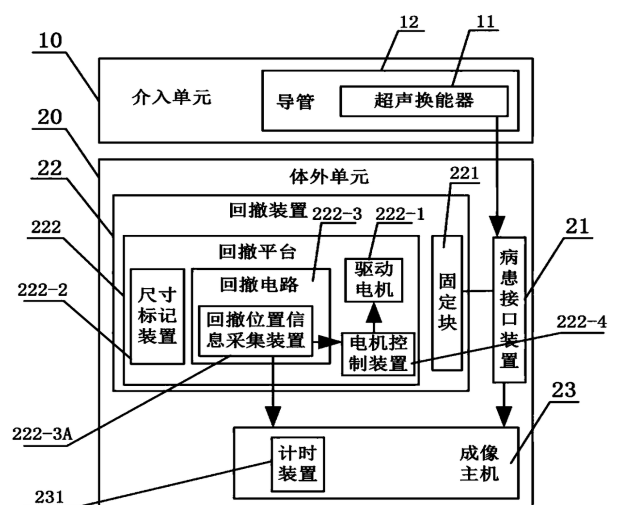 12
11
10
介入单元
导管
超声换能器
20
体外单元
22
221
回撤装置
222-3
222-1
222
回撤平台
21
222-2
尺寸
标记
装置
回撤电路
驱动
电机
固
定
块
病
患
接
口
装
置
回撤位置信
息采集装置
电机控
制装置
222-4
222-3A
23
计时
装置
成像
主机
231